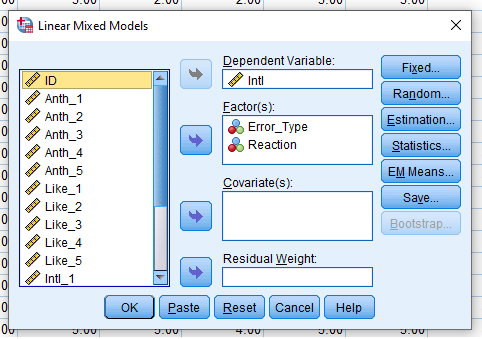 Linear Mixed Models
ID
Anth_1
Anth_2
Anth_3
Anth_4
Anth_5
Like_1
Like_2
Like_3
Like_4
Like_5
Intl_1
Dependent Variable:
Intl
Factor(s):
Error_Type
Reaction
Covariate(s):
Residual Weight:
Fixed...
Random...
Estimation...
Statistics...
EM Means...
Save...
Bootstrap...
OK Paste Reset Cancel Help